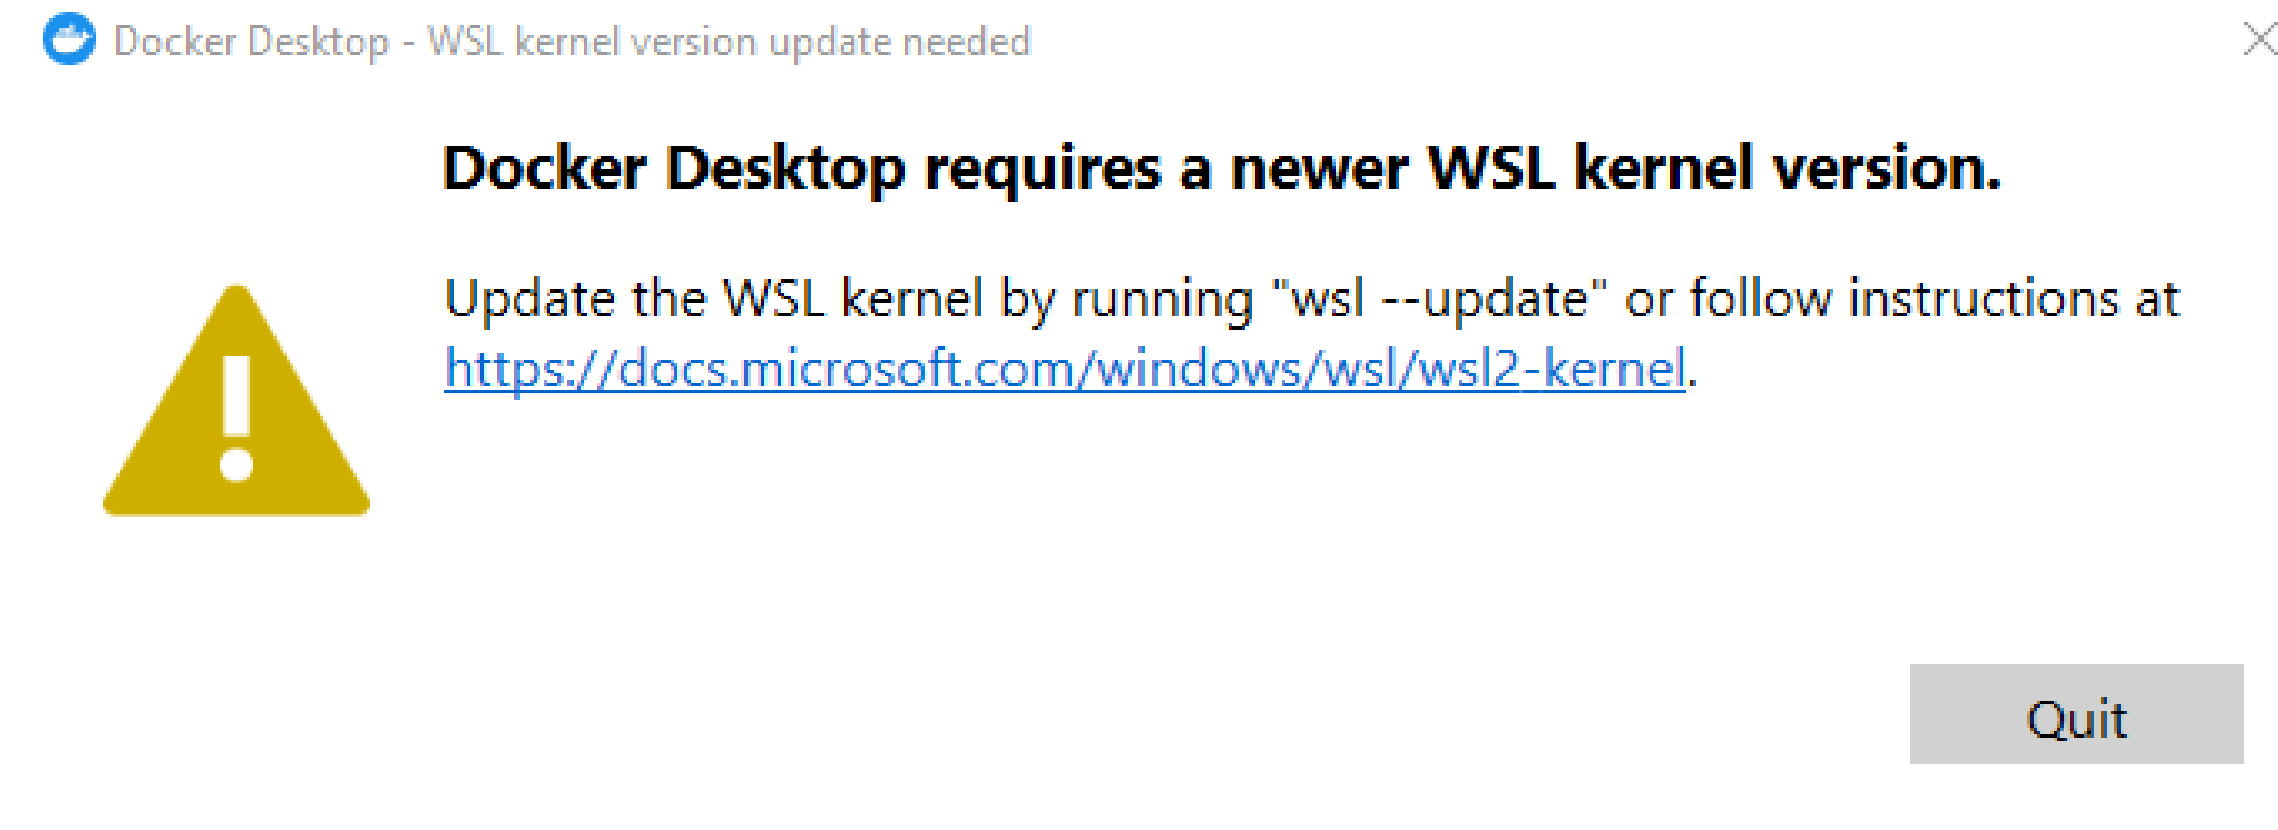 Docker Desktop - WSL kernel version update needed
Docker Desktop requires a newer WSL kernel version.
Update the WSL kernel by running "wsl --update" or follow instructions at
https://docs.microsoft.com/windows/wsl/wsl2-kernel.
Quit